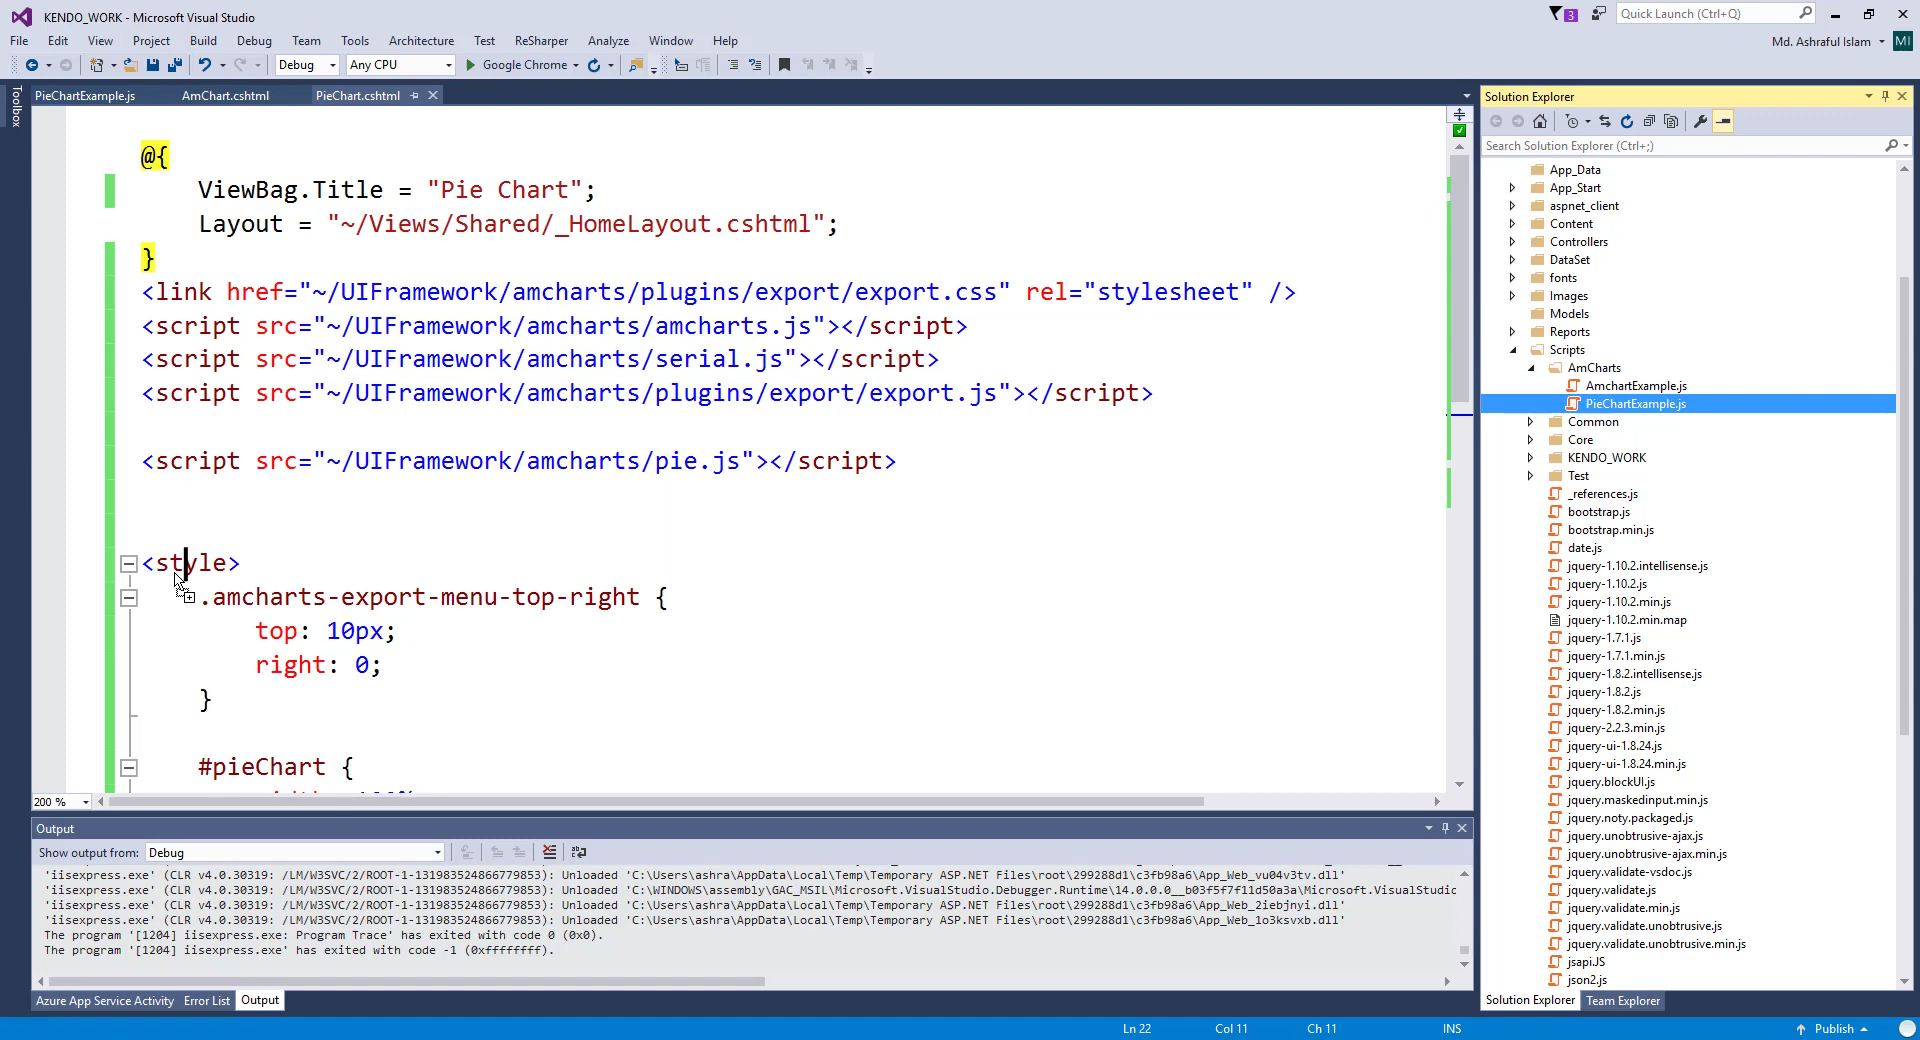 KENDO_WORK - Microsoft Visual Studio
3
Quick Launch (Ctrl+Q)
File Edit View Project Build Debug Team Tools Architecture Test ReSharper Analyze Window Help
Md. Ashraful Islam MI
Debug Any CPU Google Chrome
Toolbox
PieChartExample.js AmChart.cshtml PieChart.cshtml
@{
ViewBag.Title = "Pie Chart";
Layout = "~/Views/Shared/_HomeLayout.cshtml";
}
<link href="~/UIFramework/amcharts/plugins/export/export.css" rel="stylesheet" />
<script src="~/UIFramework/amcharts/amcharts.js"></script>
<script src="~/UIFramework/amcharts/serial.js"></script>
<script src="~/UIFramework/amcharts/plugins/export/export.js"></script>
<script src="~/UIFramework/amcharts/pie.js"></script>
<style>
.amcharts-export-menu-top-right {
top: 10px;
right: 0;
}
#pieChart {
200 %
Output
Show output from: Debug
'iisexpress.exe' (CLR v4.0.30319: /LM/W3SVC/2/ROOT-1-131983524866779853): Unloaded 'C:\Users\ashra\AppData\Local\Temp\Temporary ASP.NET Files\root\299288d1\c3fb98a6\App_Web_vu04v3tv.dll'
'iisexpress.exe' (CLR v4.0.30319: /LM/W3SVC/2/ROOT-1-131983524866779853): Unloaded 'C:\WINDOWS\assembly\GAC_MSIL\Microsoft.VisualStudio.Debugger.Runtime\14.0.0.0__b03f5f7f11d50a3a\Microsoft.VisualStudio
'iisexpress.exe' (CLR v4.0.30319: /LM/W3SVC/2/ROOT-1-131983524866779853): Unloaded 'C:\Users\ashra\AppData\Local\Temp\Temporary ASP.NET Files\root\299288d1\c3fb98a6\App_Web_2iebjnyi.dll'
'iisexpress.exe' (CLR v4.0.30319: /LM/W3SVC/2/ROOT-1-131983524866779853): Unloaded 'C:\Users\ashra\AppData\Local\Temp\Temporary ASP.NET Files\root\299288d1\c3fb98a6\App_Web_1o3ksvxb.dll'
The program '[1204] iisexpress.exe: Program Trace' has exited with code 0 (0x0).
The program '[1204] iisexpress.exe' has exited with code -1 (0xffffffff).
Azure App Service Activity Error List Output
Solution Explorer
Search Solution Explorer (Ctrl+;)
App_Data
App_Start
aspnet_client
Content
Controllers
DataSet
fonts
Images
Models
Reports
Scripts
AmCharts
AmchartExample.js
PieChartExample.js
Common
Core
KENDO_WORK
Test
_references.js
bootstrap.js
bootstrap.min.js
date.js
jquery-1.10.2.intellisense.js
jquery-1.10.2.js
jquery-1.10.2.min.js
jquery-1.10.2.min.map
jquery-1.7.1.js
jquery-1.7.1.min.js
jquery-1.8.2.intellisense.js
jquery-1.8.2.js
jquery-1.8.2.min.js
jquery-2.2.3.min.js
jquery-ui-1.8.24.js
jquery-ui-1.8.24.min.js
jquery.blockUI.js
jquery.maskedinput.min.js
jquery.noty.packaged.js
jquery.unobtrusive-ajax.js
jquery.unobtrusive-ajax.min.js
jquery.validate-vsdoc.js
jquery.validate.js
jquery.validate.min.js
jquery.validate.unobtrusive.js
jquery.validate.unobtrusive.min.js
jsapi.JS
json2.js
Solution Explorer Team Explorer
Ln 22 Col 11 Ch 11 INS Publish